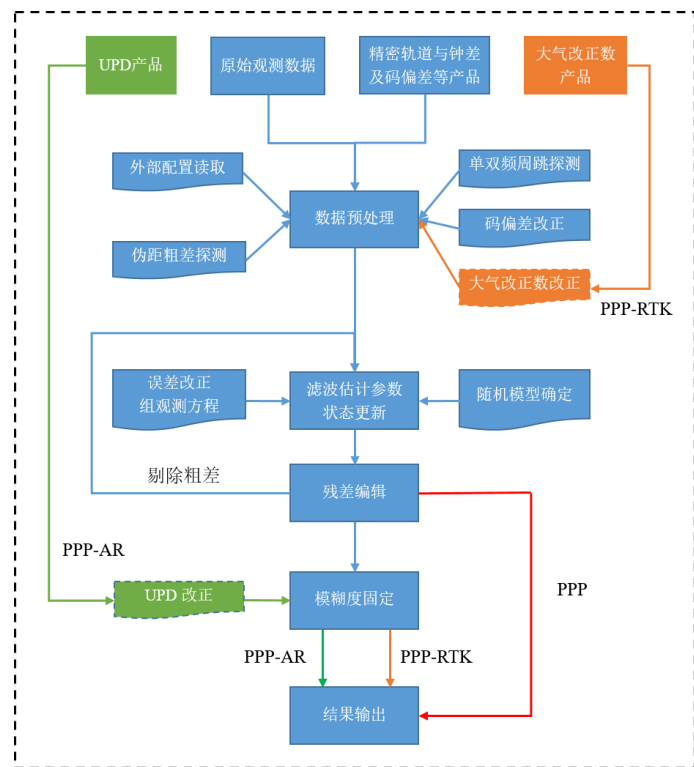 UPD产品
原始观测数据
精密轨道与钟差
及码偏差等产品
大气改正数
产品
外部配置读取
单双频周跳探测
数据预处理
码偏差改正
伪距粗差探测
大气改正数改正
PPP-RTK
误差改正
组观测方程
滤波估计参数
状态更新
随机模型确定
剔除粗差
残差编辑
PPP-AR
UPD 改正
模糊度固定
PPP
PPP-AR
PPP-RTK
结果输出